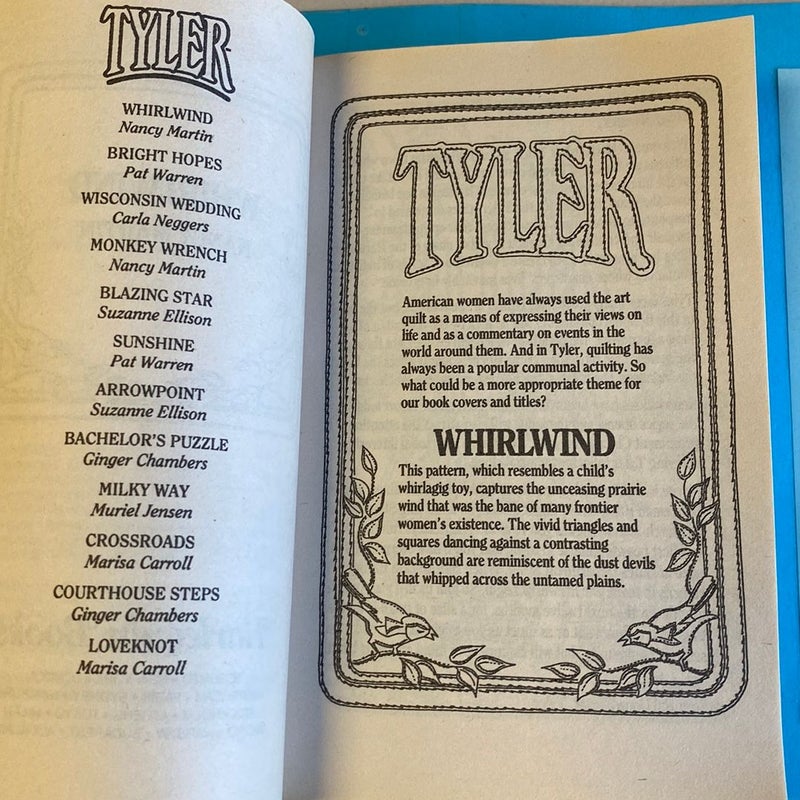 TYLER
WHIRLWIND
Nancy Martin
BRIGHT HOPES
Pat Warren
WISCONSIN WEDDING
Carla Neggers
MONKEY WRENCH
Nancy Martin
BLAZING STAR
Suzanne Ellison
SUNSHINE
Pat Warren
ARROWPOINT
Suzanne Ellison
BACHELOR'S PUZZLE
Ginger Chambers
MILKY WAY
Muriel Jensen
CROSSROADS
Marisa Carroll
COURTHOUSE STEPS
Ginger Chambers
LOVEKNOT
Marisa Carroll
TYLER
American women have always used the art
quilt as a means of expressing their views on
life and as a commentary on events in the
world around them. And in Tyler, quilting has
always been a popular communal activity. So
what could be a more appropriate theme for
our book covers and titles?
WHIRLWIND
This pattern, which resembles a child's
whirlagig toy, captures the unceasing prairie
wind that was the bane of many frontier
women's existence. The vivid triangles and
squares dancing against a contrasting
background are reminiscent of the dust devils
that whipped across the untamed plains.